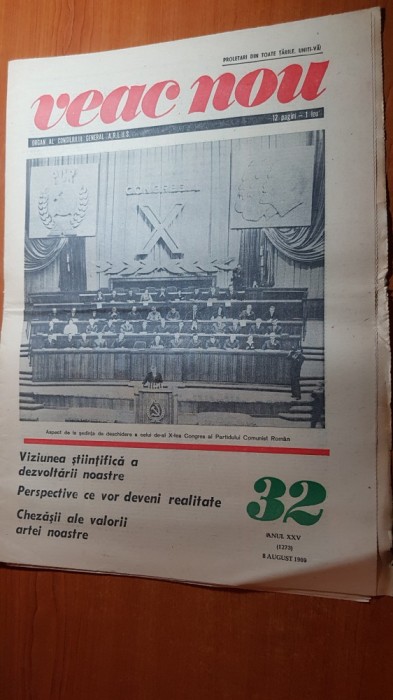 PROLETARI DIN TOATE ȚĂRILE, UNIȚI-VĂ!
veac nou
ORGAN AL CONSILIULUI GENERAL A.R.L.U.S.
12 pagini – 1 leu
CONGRESUL
X
Aspect de la ședința de deschidere a celui de-al X-lea Congres al Partidului Comunist Român
Viziunea științifică a
dezvoltării noastre
Perspective ce vor deveni realitate
Chezășii ale valorii
artei noastre
32
ANUL XXV
(1273)
8 AUGUST 1969